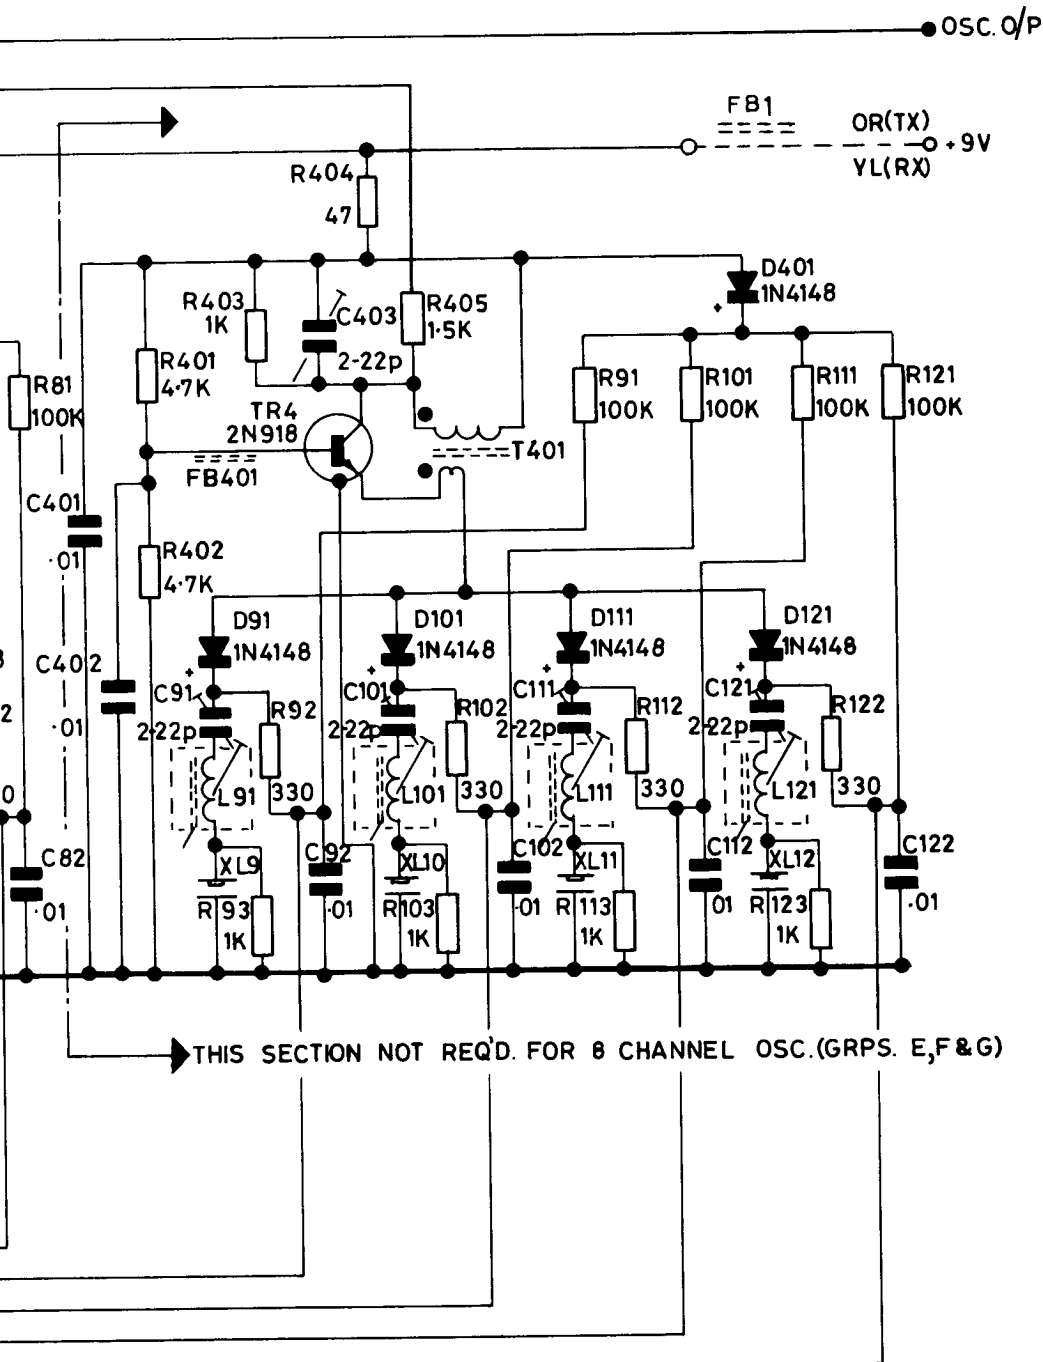 OSC. O/P
FB1
OR(TX)
+9V
YL(RX)
R404
47
D401
1N4148
+
R403
1K
C403
2-22p
R405
1·5K
R401
4·7K
R81
100K
R91
100K
R101
100K
R111
100K
R121
100K
TR4
2N918
FB401
T401
C401
·01
R402
4·7K
D91
1N4148
D101
1N4148
D111
1N4148
D121
1N4148
+
+
+
+
C402
·01
C91
2-22p
R92
330
C101
2-22p
R102
330
C111
2-22p
R112
330
C121
2-22p
R122
330
2
0
L91
L101
L111
L121
C82
·01
XL9
R93
1K
C92
·01
XL10
R103
1K
C102
·01
XL11
R113
1K
C112
01
XL12
R123
1K
C122
·01
THIS SECTION NOT REQ'D. FOR 8 CHANNEL OSC.(GRPS. E,F & G)